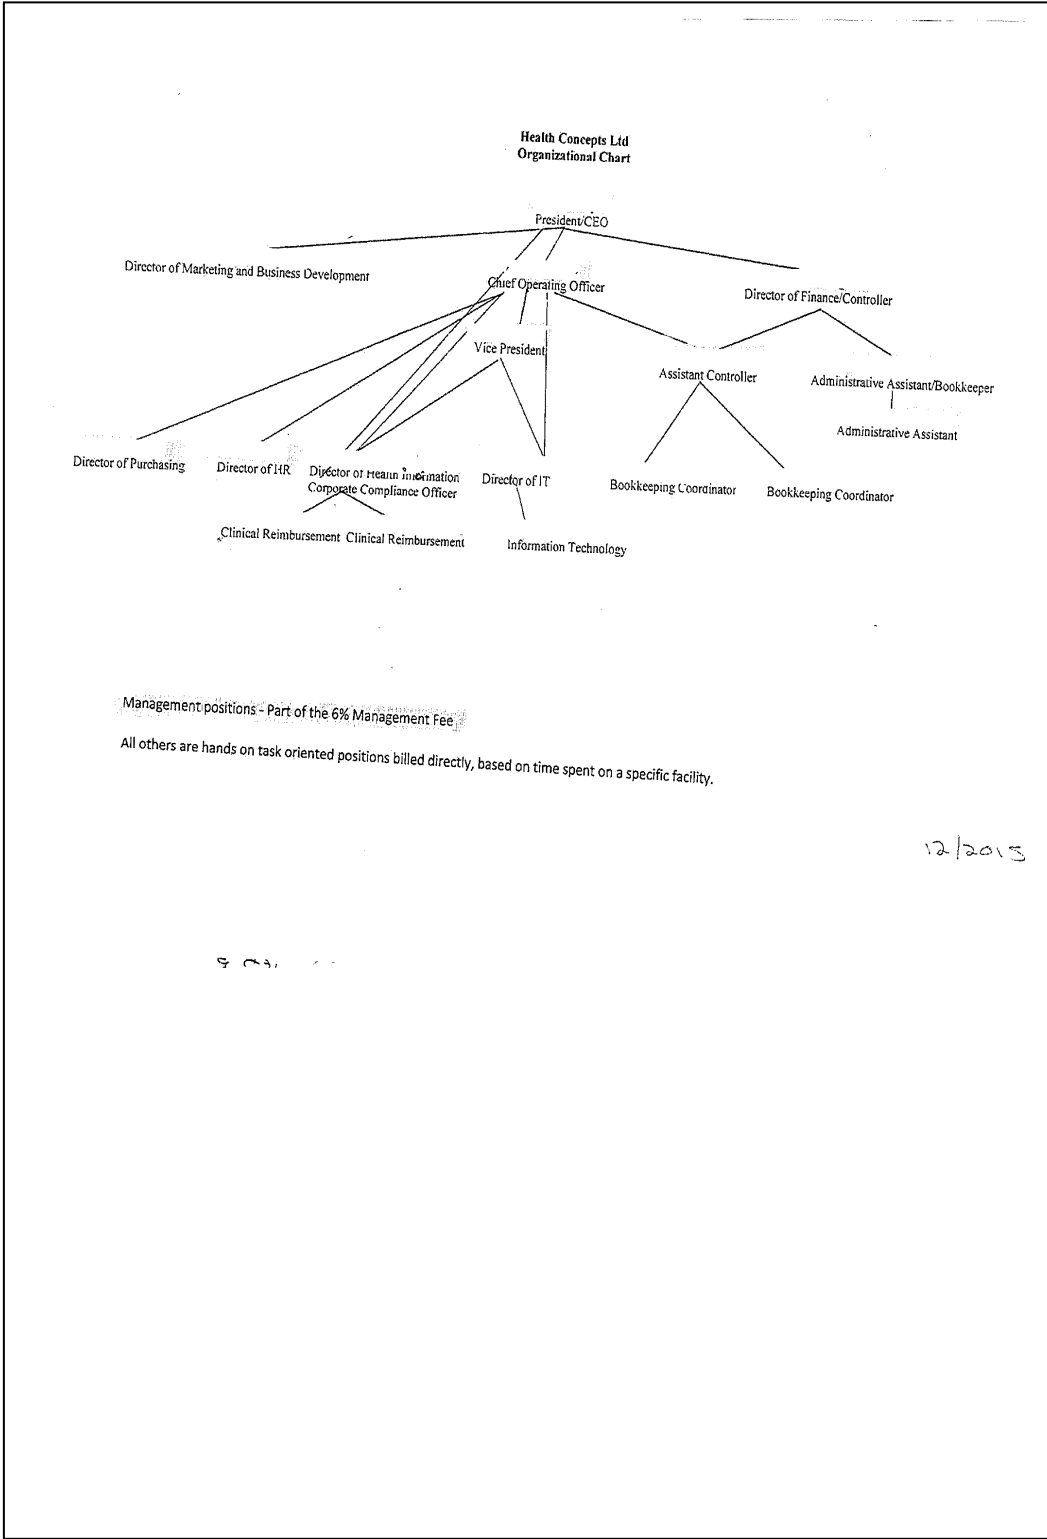 Health Concepts Ltd
Organizational Chart
President/CEO
Director of Marketing and Business Development
Chief Operating Officer
Director of Finance/Controller
Vice President
Assistant Controller
Administrative Assistant/Bookkeeper
Administrative Assistant
Director of Purchasing
Director of HR
Director of Health Information
Corporate Compliance Officer
Director of IT
Bookkeeping Coordinator
Bookkeeping Coordinator
Clinical Reimbursement
Clinical Reimbursement
Information Technology
Management positions - Part of the 6% Management Fee
All others are hands on task oriented positions billed directly, based on time spent on a specific facility.
12/2015